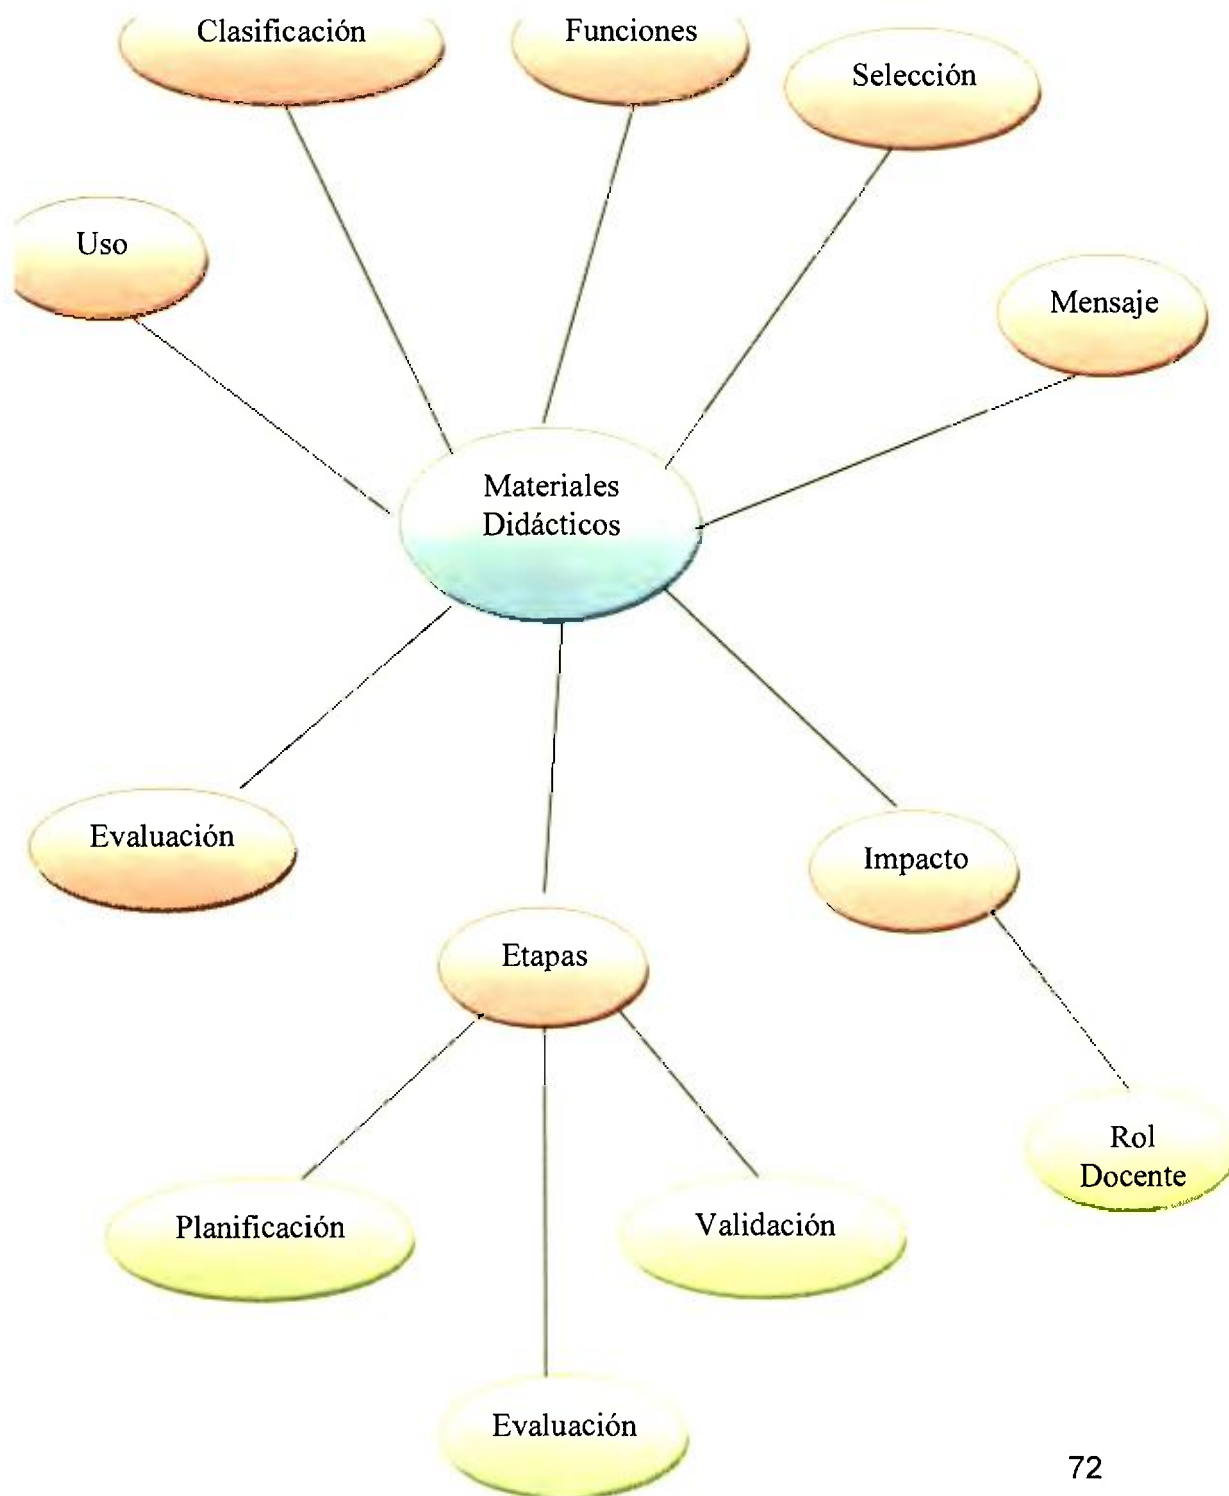 Clasificación
Funciones
Selección
Uso
Mensaje
Materiales
Didácticos
Evaluación
Impacto
Etapas
Rol
Docente
Planificación
Validación
Evaluación
72